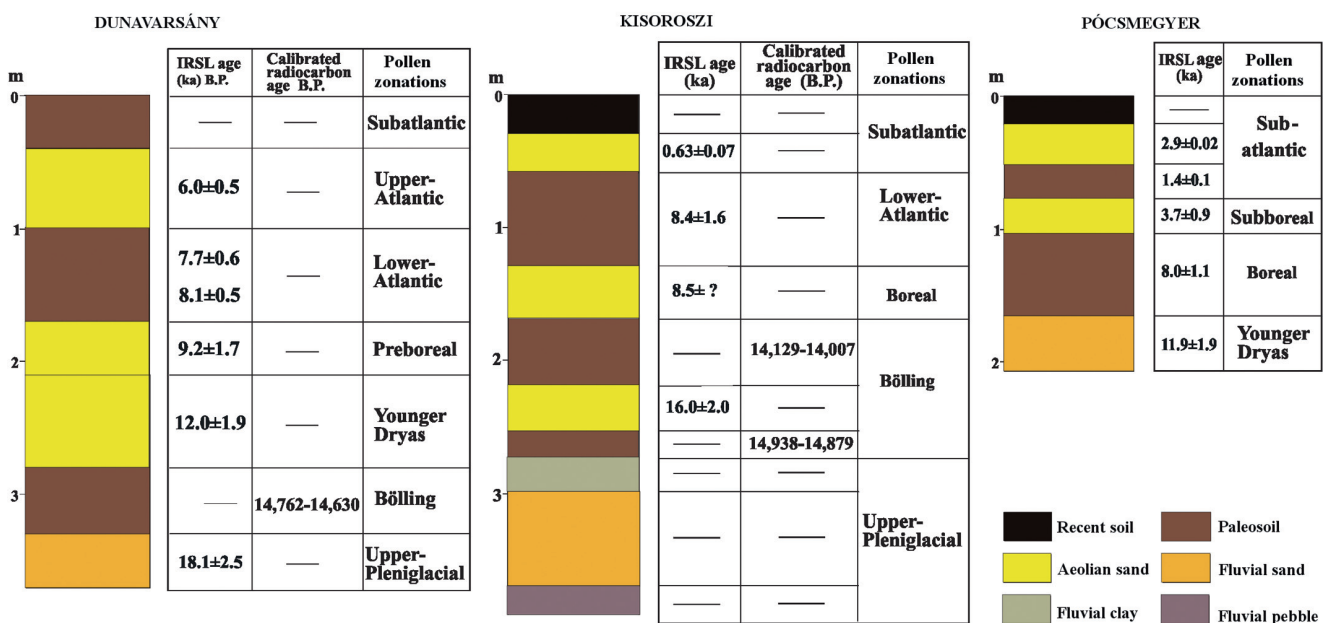 DUNAVARSÁNY
m
IRSL age
(ka) B.P.
Calibrated
radiocarbon
age B.P.
Pollen
zonations
0
1
2
3
—
—
Subatlantic
6.0±0.5
—
Upper-
Atlantic
7.7±0.6
8.1±0.5
—
Lower-
Atlantic
9.2±1.7
—
Preboreal
12.0±1.9
—
Younger
Dryas
—
14,762-14,630
Bölling
18.1±2.5
—
Upper-
Pleniglacial
KISOROSZI
m
IRSL age
(ka)
Calibrated
radiocarbon
age (B.P.)
Pollen
zonations
0
1
2
3
—
—
Subatlantic
0.63±0.07
—
8.4±1.6
—
Lower-
Atlantic
8.5± ?
—
Boreal
—
14,129-14,007
Bölling
16.0±2.0
—
—
14,938-14,879
—
—
Upper-
Pleniglacial
—
—
—
—
PÓCSMEGYER
m
IRSL age
(ka)
Pollen
zonations
0
1
2
—
Sub-
atlantic
2.9±0.02
1.4±0.1
3.7±0.9
Subboreal
8.0±1.1
Boreal
11.9±1.9
Younger
Dryas
Recent soil
Paleosoil
Aeolian sand
Fluvial sand
Fluvial clay
Fluvial pebble